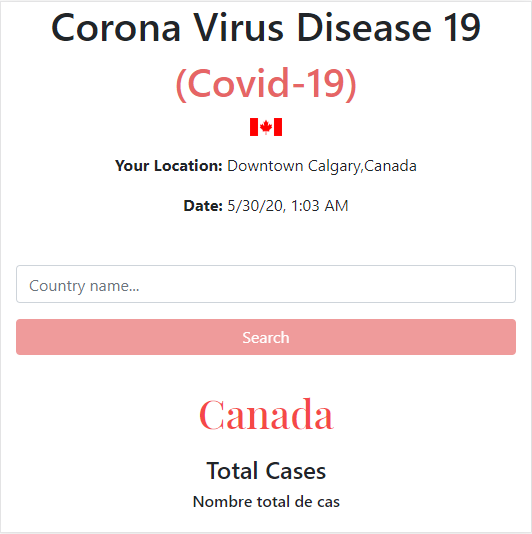 Corona Virus Disease 19
(Covid-19)
Your Location: Downtown Calgary,Canada
Date: 5/30/20, 1:03 AM
Country name...
Search
Canada
Total Cases
Nombre total de cas